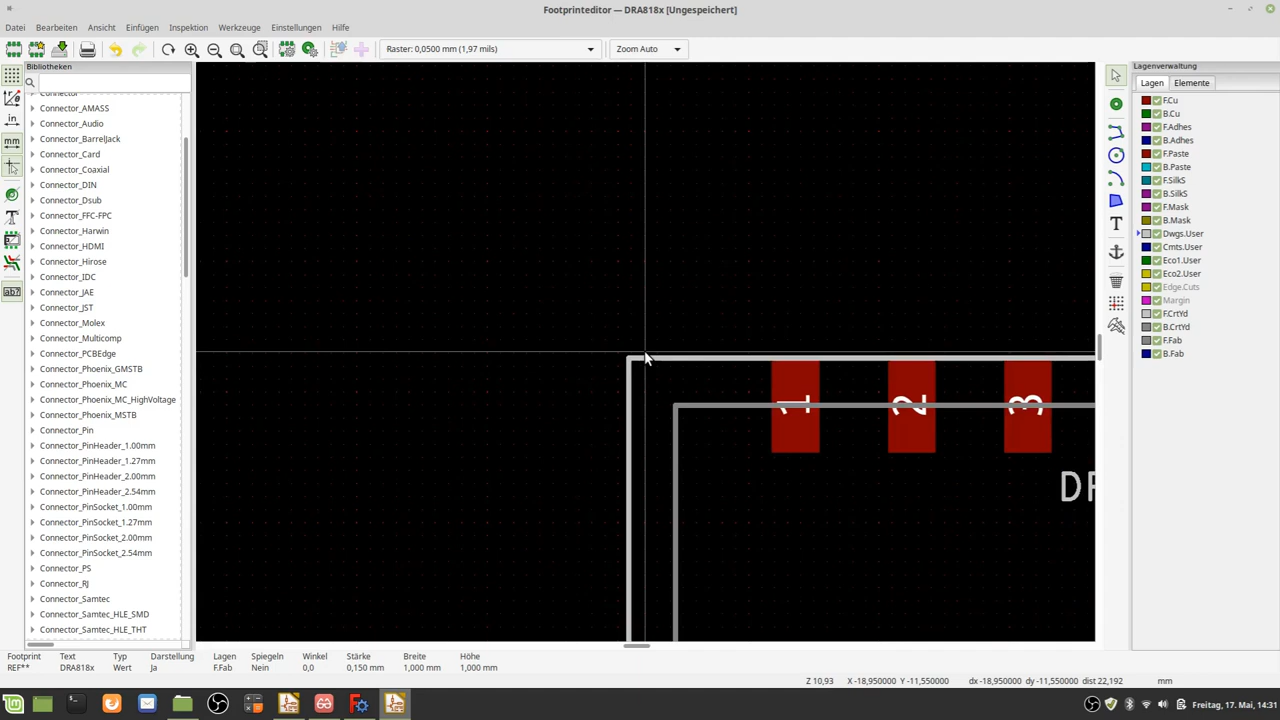 Footprinteditor — DRA818x [Ungespeichert]
Datei Bearbeiten Ansicht Einfügen Inspektion Werkzeuge Einstellungen Hilfe
Raster: 0,0500 mm (1,97 mils) Zoom Auto
Bibliotheken
Connector
Connector_AMASS
Connector_Audio
Connector_BarrelJack
Connector_Card
Connector_Coaxial
Connector_DIN
Connector_Dsub
Connector_FFC-FPC
Connector_Harwin
Connector_HDMI
Connector_Hirose
Connector_IDC
Connector_JAE
Connector_JST
Connector_Molex
Connector_Multicomp
Connector_PCBEdge
Connector_Phoenix_GMSTB
Connector_Phoenix_MC
Connector_Phoenix_MC_HighVoltage
Connector_Phoenix_MSTB
Connector_Pin
Connector_PinHeader_1.00mm
Connector_PinHeader_1.27mm
Connector_PinHeader_2.00mm
Connector_PinHeader_2.54mm
Connector_PinSocket_1.00mm
Connector_PinSocket_1.27mm
Connector_PinSocket_2.00mm
Connector_PinSocket_2.54mm
Connector_PS
Connector_RJ
Connector_Samtec
Connector_Samtec_HLE_SMD
Connector_Samtec_HLE_THT
in
mm
ab?
1 2 3
DR
Lagenverwaltung
Lagen Elemente
F.Cu
B.Cu
F.Adhes
B.Adhes
F.Paste
B.Paste
F.SilkS
B.SilkS
F.Mask
B.Mask
Dwgs.User
Cmts.User
Eco1.User
Eco2.User
Edge.Cuts
Margin
F.CrtYd
B.CrtYd
F.Fab
B.Fab
Footprint Text Typ Darstellung Lagen Spiegeln Winkel Stärke Breite Höhe
REF** DRA818x Wert Ja F.Fab Nein 0,0 0,150 mm 1,000 mm 1,000 mm
Z 10,93 X -18,950000 Y -11,550000 dx -18,950000 dy -11,550000 dist 22,192 mm
Freitag, 17. Mai, 14:31